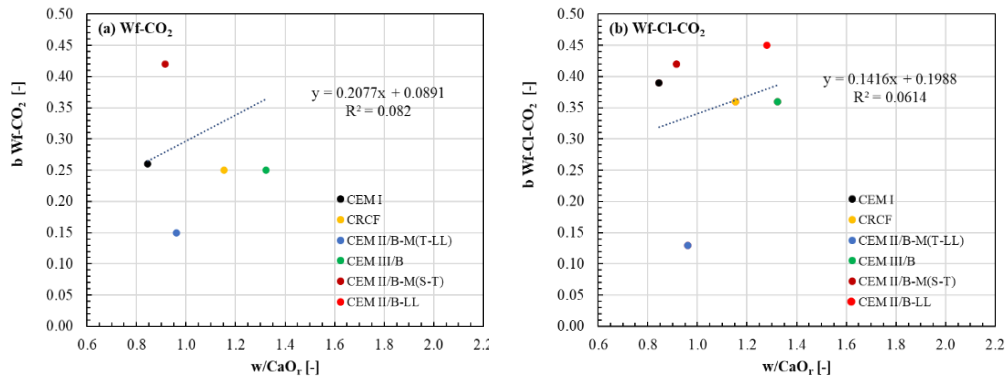 (a) Wf-CO₂
b Wf-CO₂ [-]
0.50
0.45
0.40
0.35
0.30
0.25
0.20
0.15
0.10
0.05
0.00
y = 0.2077x + 0.0891
R² = 0.082
CEM I
CRCF
CEM II/B-M(T-LL)
CEM III/B
CEM II/B-M(S-T)
CEM II/B-LL
0.6 0.8 1.0 1.2 1.4 1.6 1.8 2.0 2.2
w/CaOᵣ [-]
(b) Wf-Cl-CO₂
b Wf-Cl-CO₂ [-]
0.50
0.45
0.40
0.35
0.30
0.25
0.20
0.15
0.10
0.05
0.00
y = 0.1416x + 0.1988
R² = 0.0614
CEM I
CRCF
CEM II/B-M(T-LL)
CEM III/B
CEM II/B-M(S-T)
CEM II/B-LL
0.6 0.8 1.0 1.2 1.4 1.6 1.8 2.0 2.2
w/CaOᵣ [-]